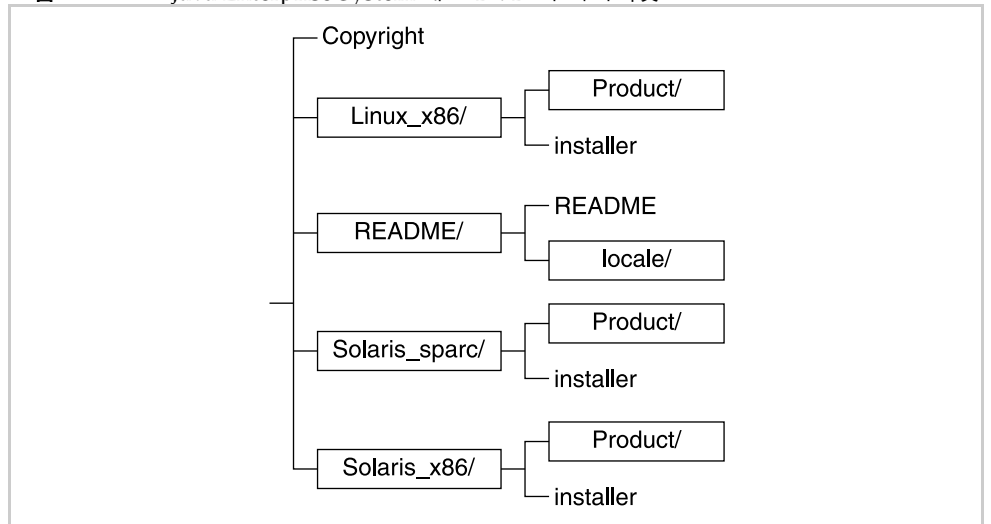 Copyright
Linux_x86/
Product/
installer
README/
README
locale/
Solaris_sparc/
Product/
installer
Solaris_x86/
Product/
installer